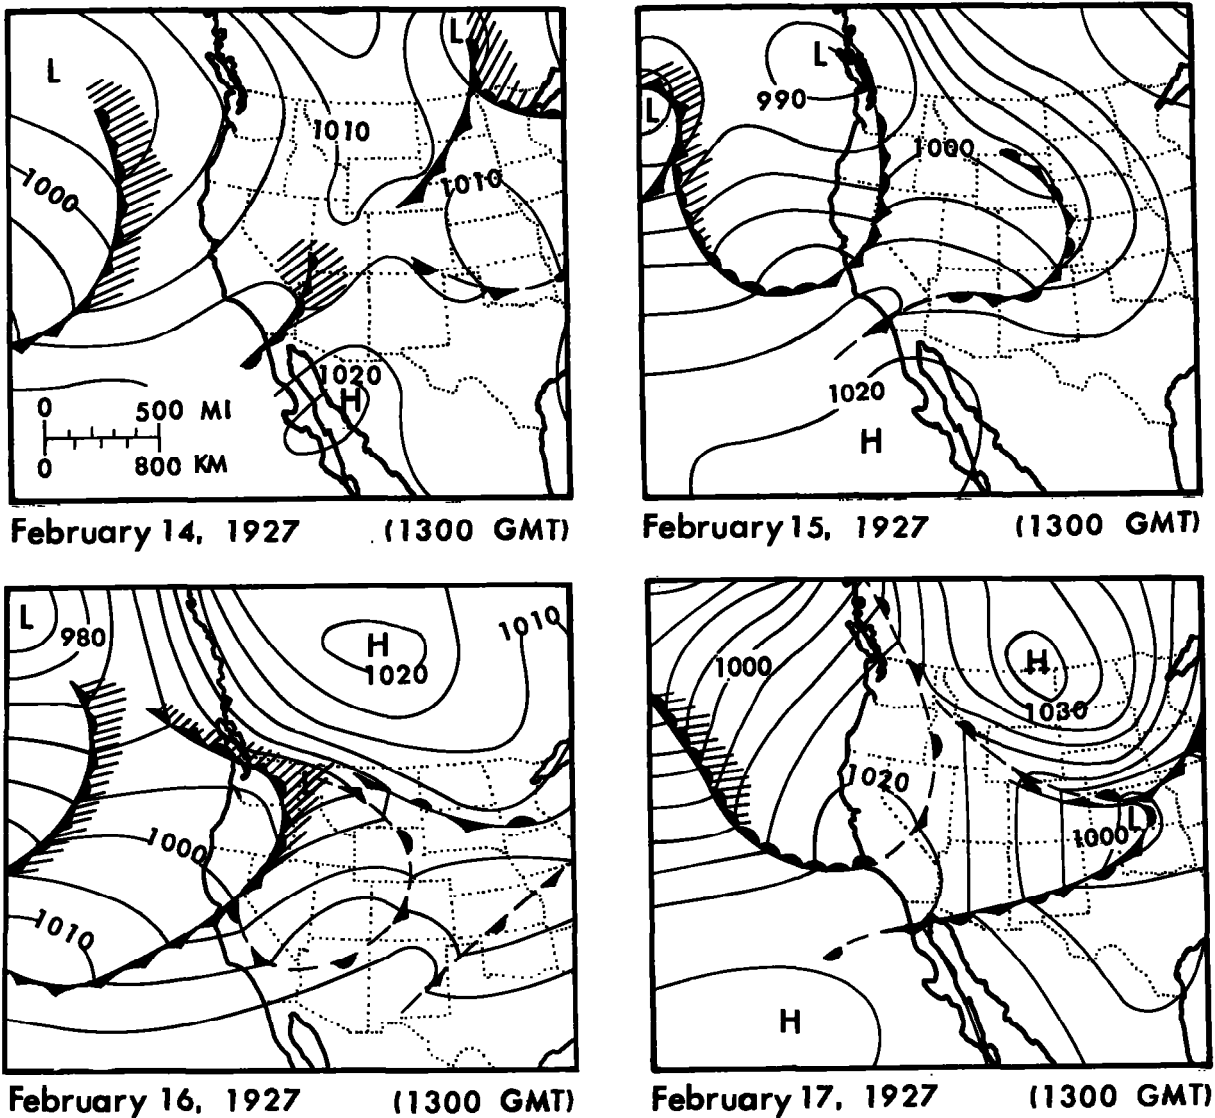 L
L
1010
1000
1010
1020
H
0 500 MI
0 800 KM
February 14, 1927 (1300 GMT)
L
L
990
1000
1020
H
February 15, 1927 (1300 GMT)
L
980
H
1020
1010
L
1000
1010
February 16, 1927 (1300 GMT)
1000
H
1030
1020
L
1000
H
February 17, 1927 (1300 GMT)